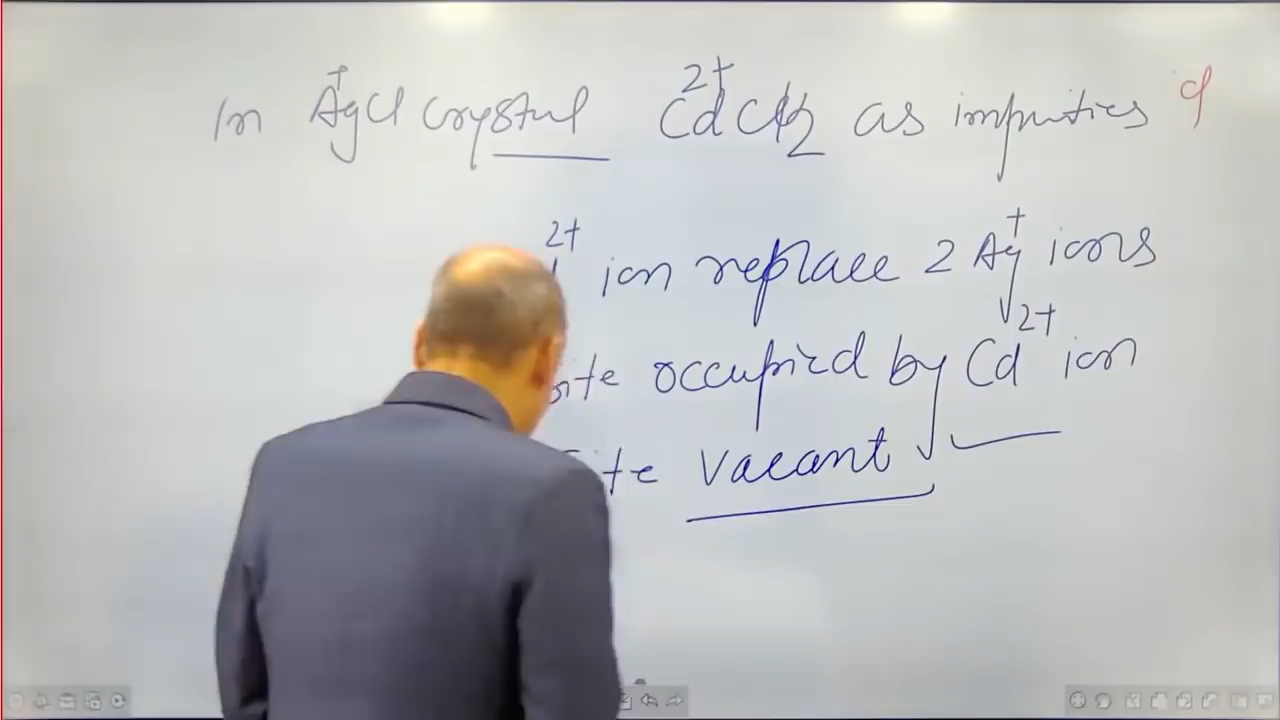 In Ag⁺Cl crystal Cd²⁺Cl2 as impurities
2+ ion replace 2 Ag⁺ ions
site occupied by Cd²⁺ ion
site vacant